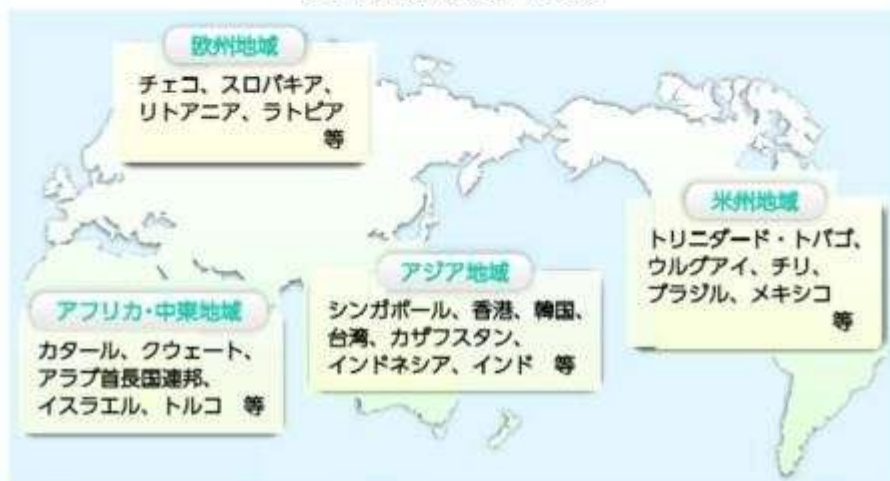 欧州地域
チェコ、スロバキア、
リトアニア、ラトビア
等
米州地域
トリニダード・トバゴ、
ウルグアイ、チリ、
ブラジル、メキシコ
等
アジア地域
シンガポール、香港、韓国、
台湾、カザフスタン、
インドネシア、インド 等
アフリカ・中東地域
カタール、クウェート、
アラブ首長国連邦、
イスラエル、トルコ 等